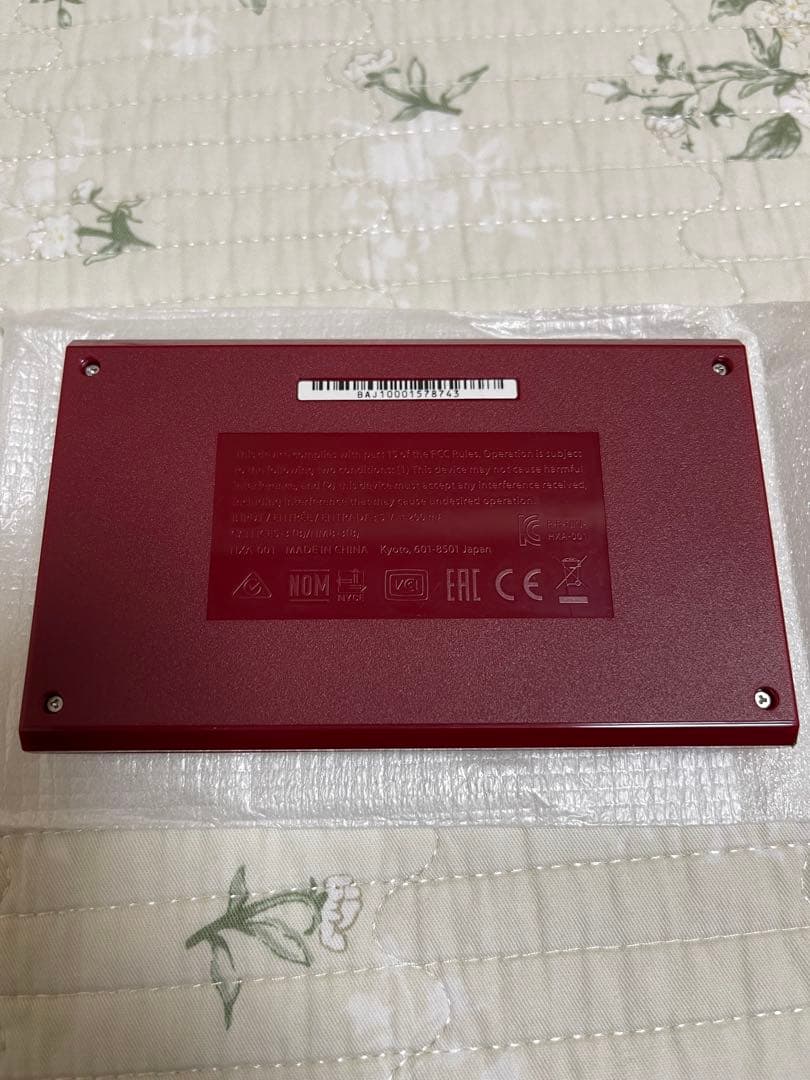 BAJ10001578743
This device complies with part 15 of the FCC Rules. Operation is subject
to the following two conditions: (1) This device may not cause harmful
interference, and (2) this device must accept any interference received,
including interference that may cause undesired operation.
INPUT / ENTRÉE / ENTRADA:
HXA-001
HXA-001 MADE IN CHINA Kyoto, 601-8501 Japan
NOM NYCE EAC CE